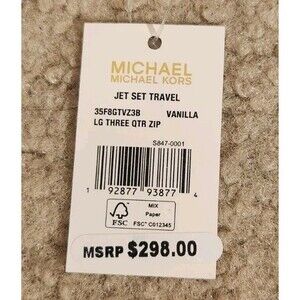 MICHAEL
MICHAEL KORS
JET SET TRAVEL
35F8GTVZ3B VANILLA
LG THREE QTR ZIP
S847-0001
1 92877 93877 4
FSC
MIX
Paper
FSC® C012345
MSRP $298.00